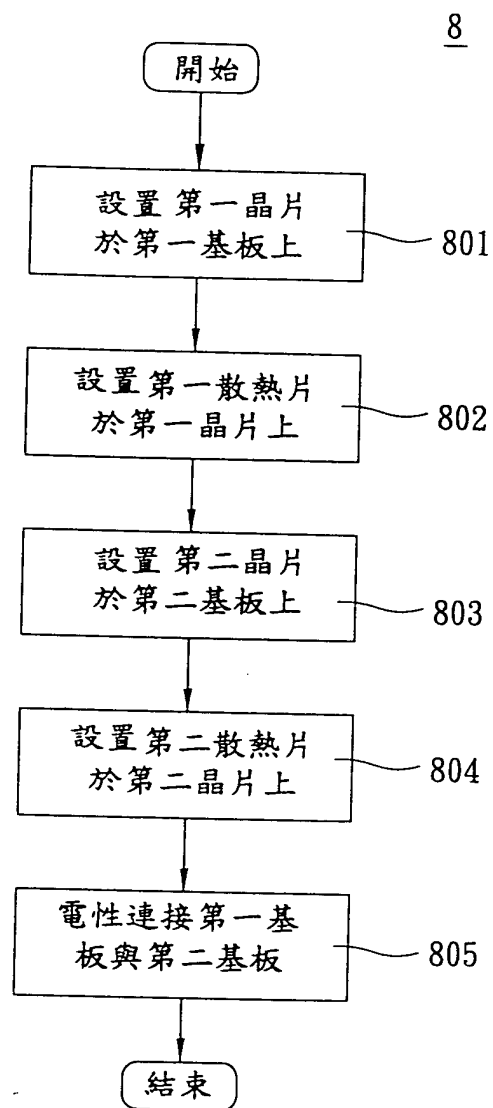 8
開始
設置第一晶片
於第一基板上
801
設置第一散熱片
於第一晶片上
802
設置第二晶片
於第二基板上
803
設置第二散熱片
於第二晶片上
804
電性連接第一基
板與第二基板
805
結束